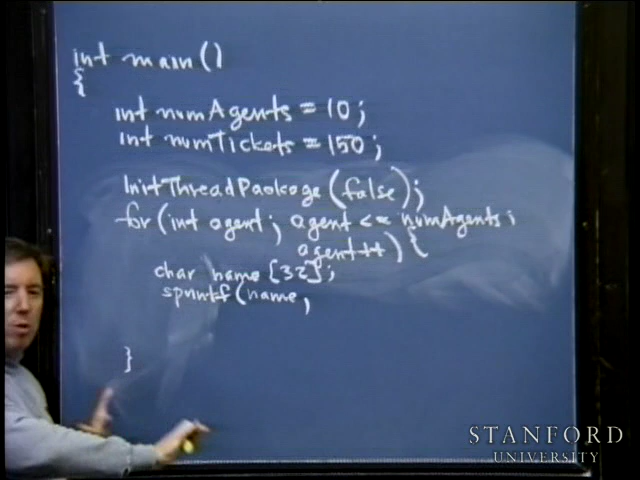 int main()
{
int numAgents = 10;
int numTickets = 150;
InitThreadPackage(false);
for (int agent; agent <= numAgents;
agent++) {
char name[32];
sprintf(name,
}
STANFORD
UNIVERSITY